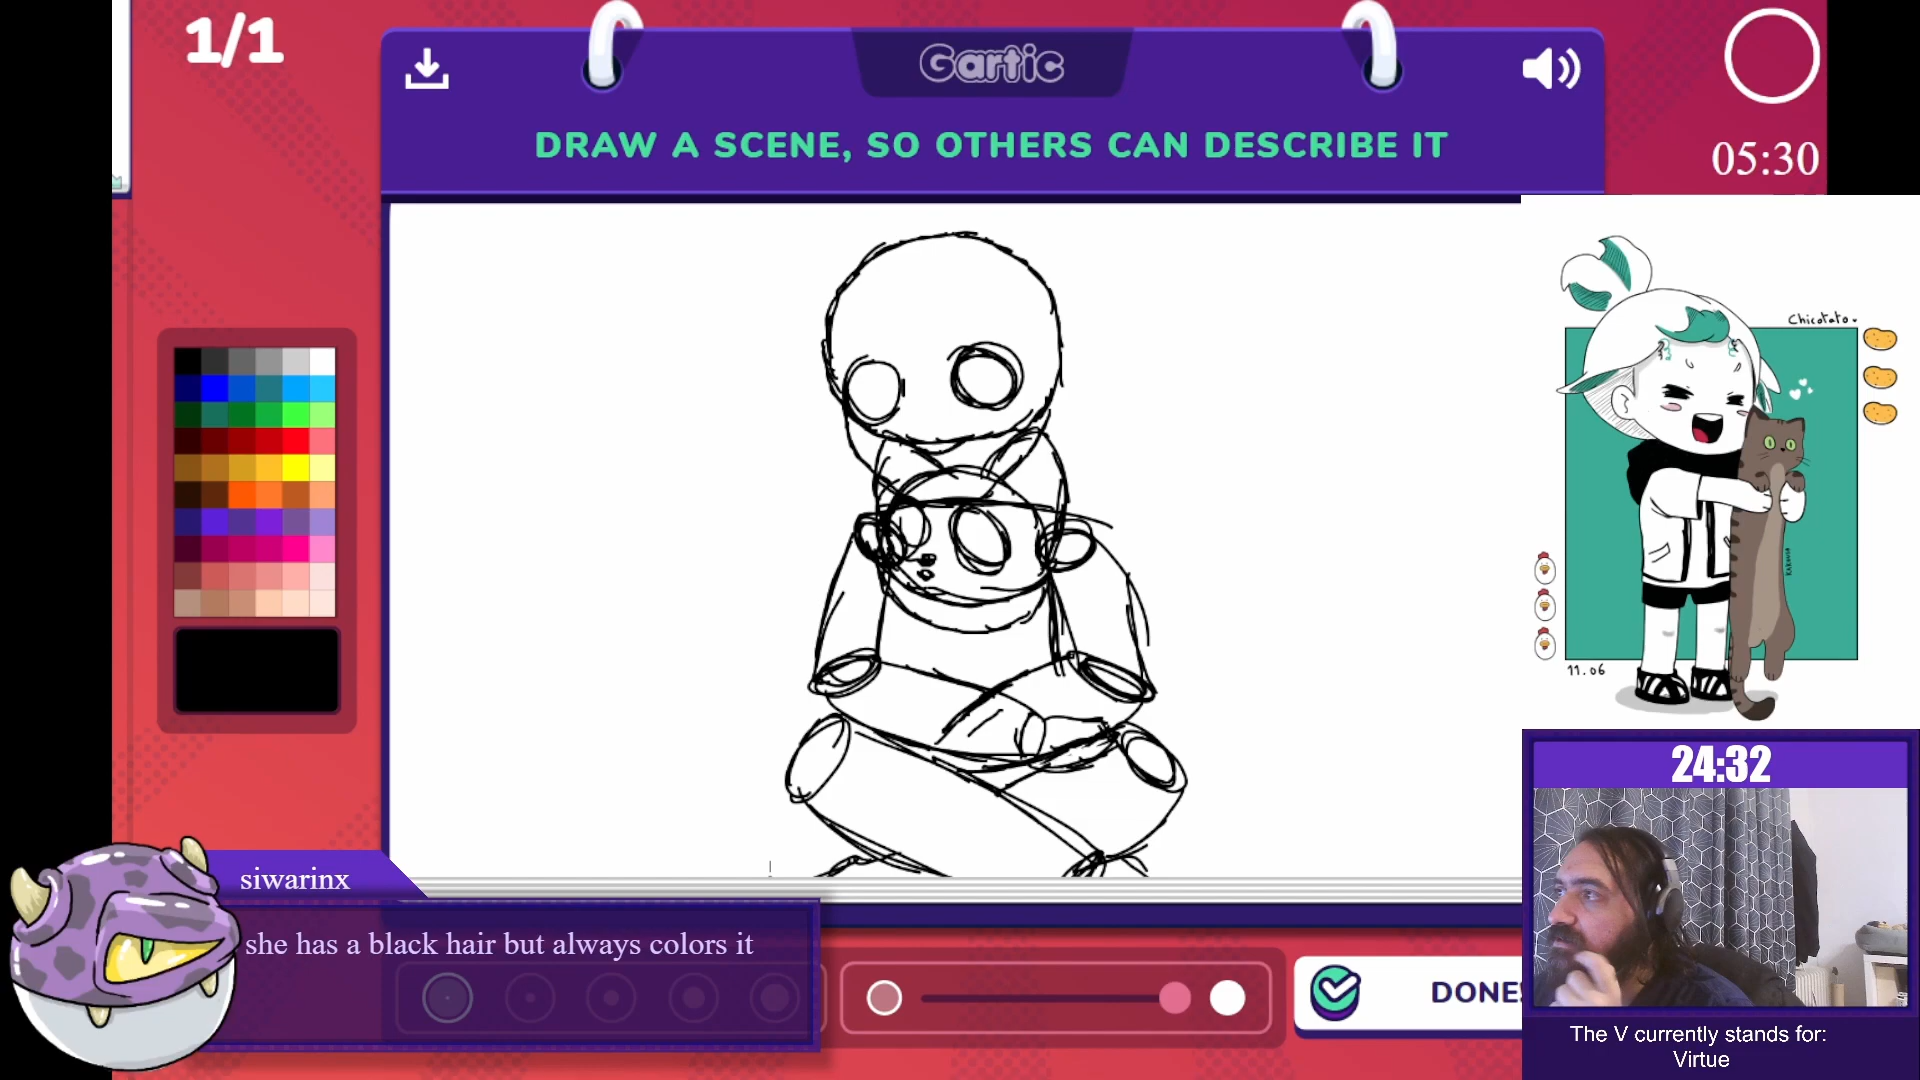 1/1
Gartic
DRAW A SCENE, SO OTHERS CAN DESCRIBE IT
05:30
Chicotato.
11.06
24:32
siwarinx
she has a black hair but always colors it
DONE!
The V currently stands for:
Virtue